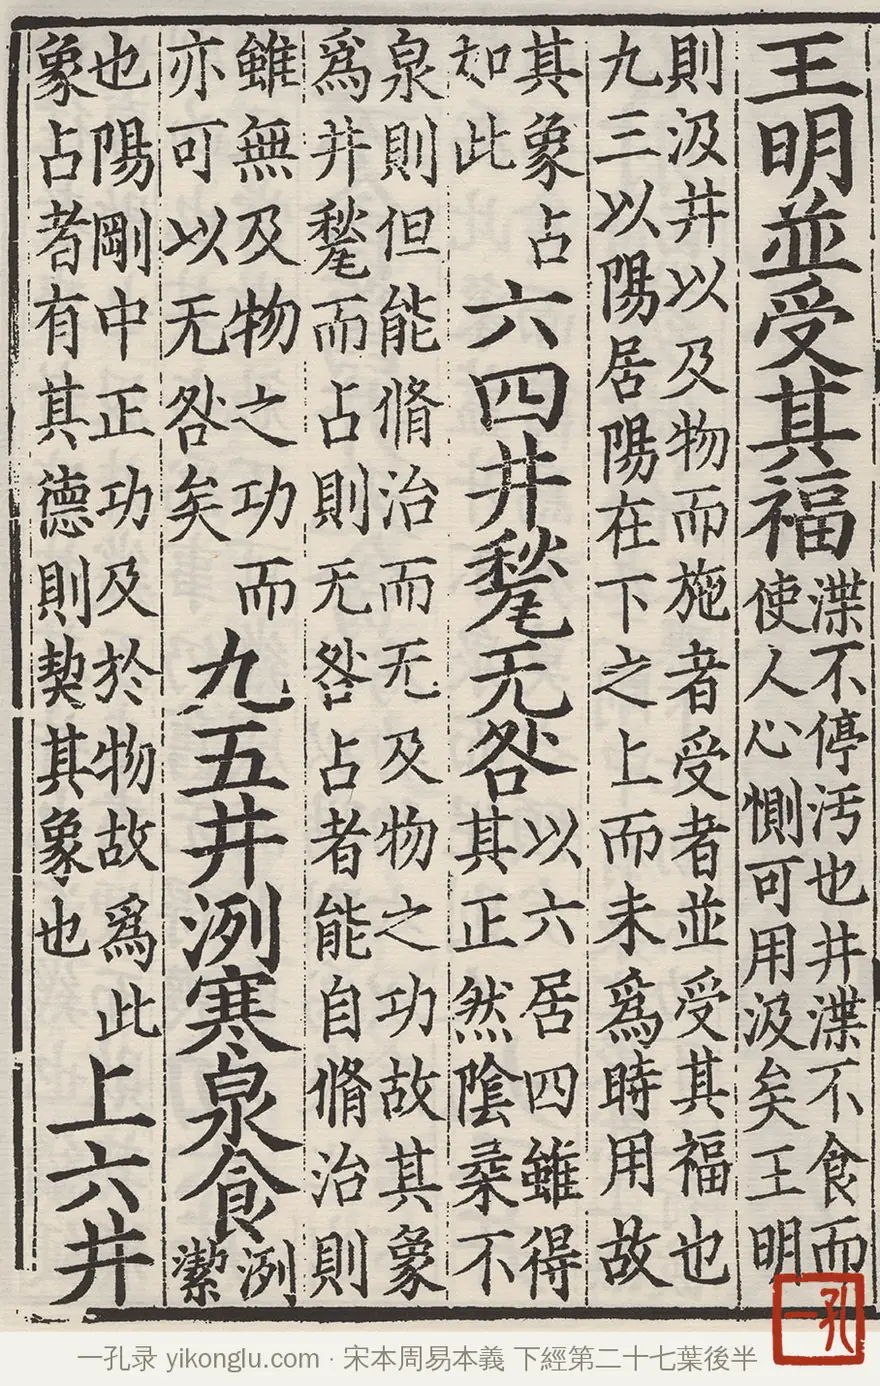 王明並受其福
渫不停汚也井渫不食而
使人心惻可用汲矣王明
則汲井以及物而施者受者並受其福也
九三以陽居陽在下之上而未爲時用故
其象占
如此
六四井甃无咎
以六居四雖得
其正然陰柔不
泉則但能脩治而无及物之功故其象
爲井甃而占則无咎占者能自脩治則
雖無及物之功而
亦可以无咎矣
九五井洌寒泉食
洌
潔
也陽剛中正功及於物故爲此
象占者有其德則契其象也
上六井
一孔
一孔录 yikonglu.com · 宋本周易本義 下經第二十七葉後半